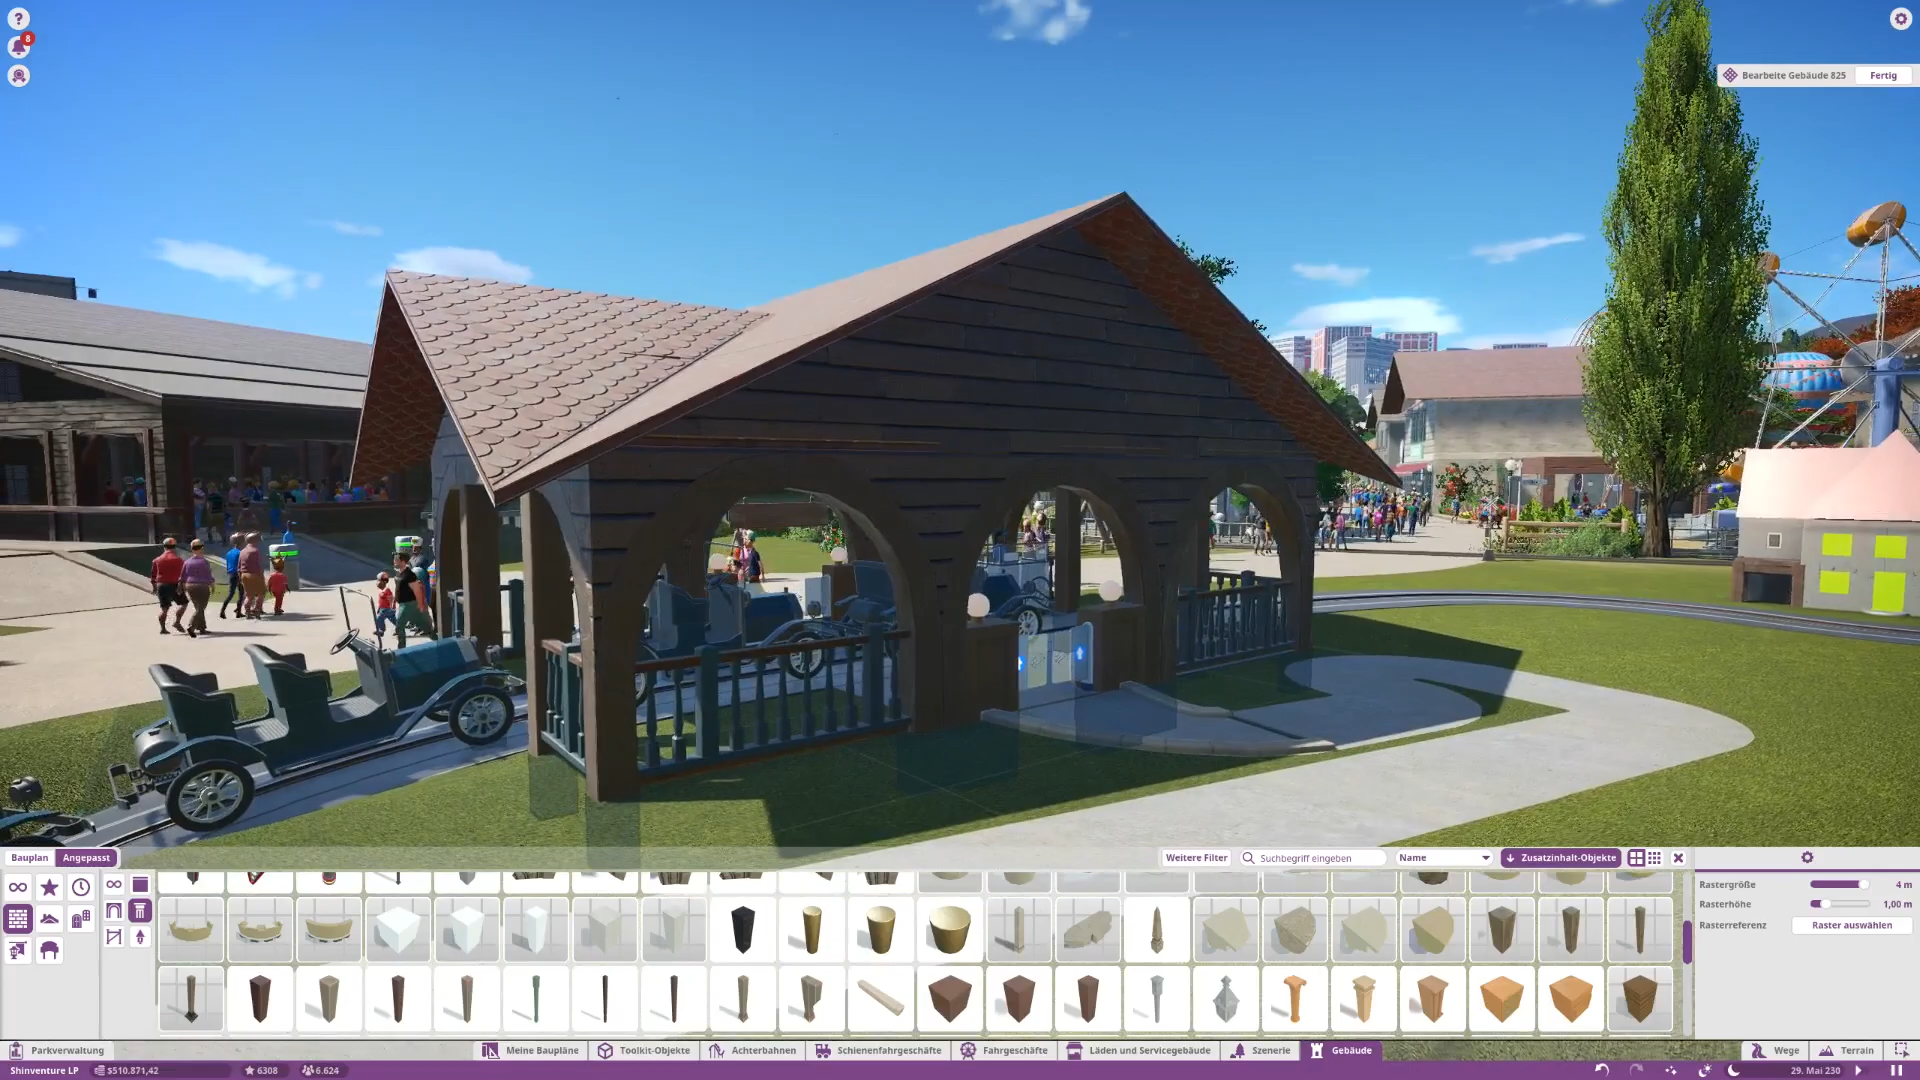 ?
8
Bearbeite Gebäude 825
Fertig
Bauplan
Angepasst
Weitere Filter
Suchbegriff eingeben
Name
Zusatzinhalt-Objekte
Rastergröße
4 m
Rasterhöhe
1,00 m
Rasterreferenz
Raster auswählen
Parkverwaltung
Meine Baupläne
Toolkit-Objekte
Achterbahnen
Schienenfahrgeschäfte
Fahrgeschäfte
Läden und Servicegebäude
Szenerie
Gebäude
Wege
Terrain
Shinventure LP
$510.871,42
6308
6.624
29. Mai 230